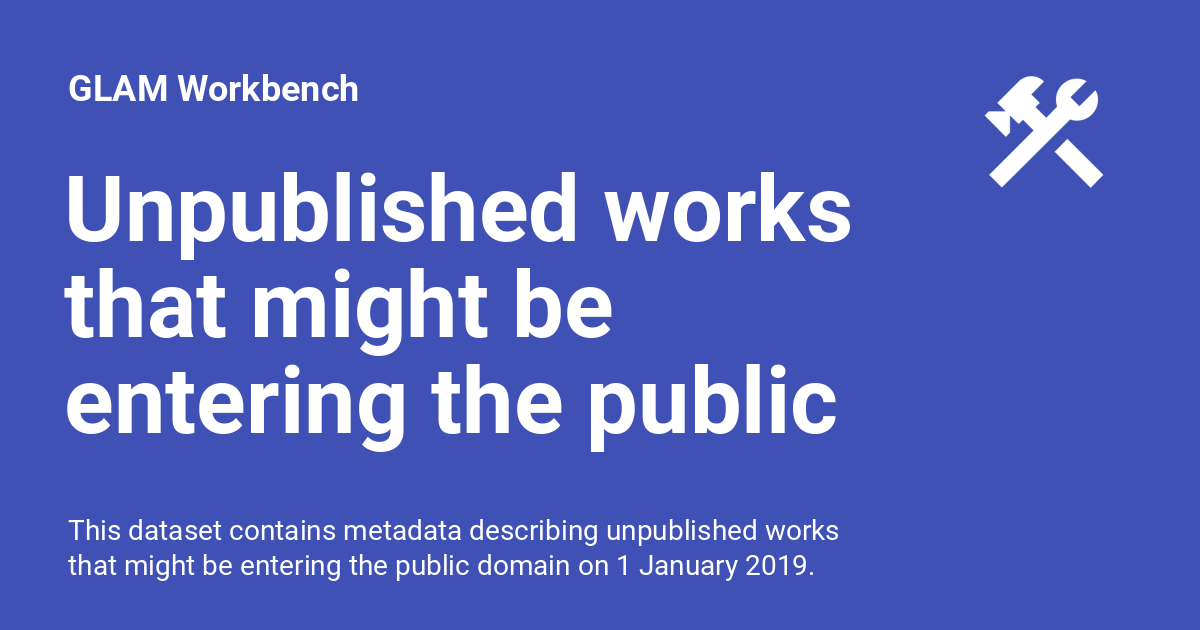 GLAM Workbench
Unpublished works
that might be
entering the public
This dataset contains metadata describing unpublished works
that might be entering the public domain on 1 January 2019.